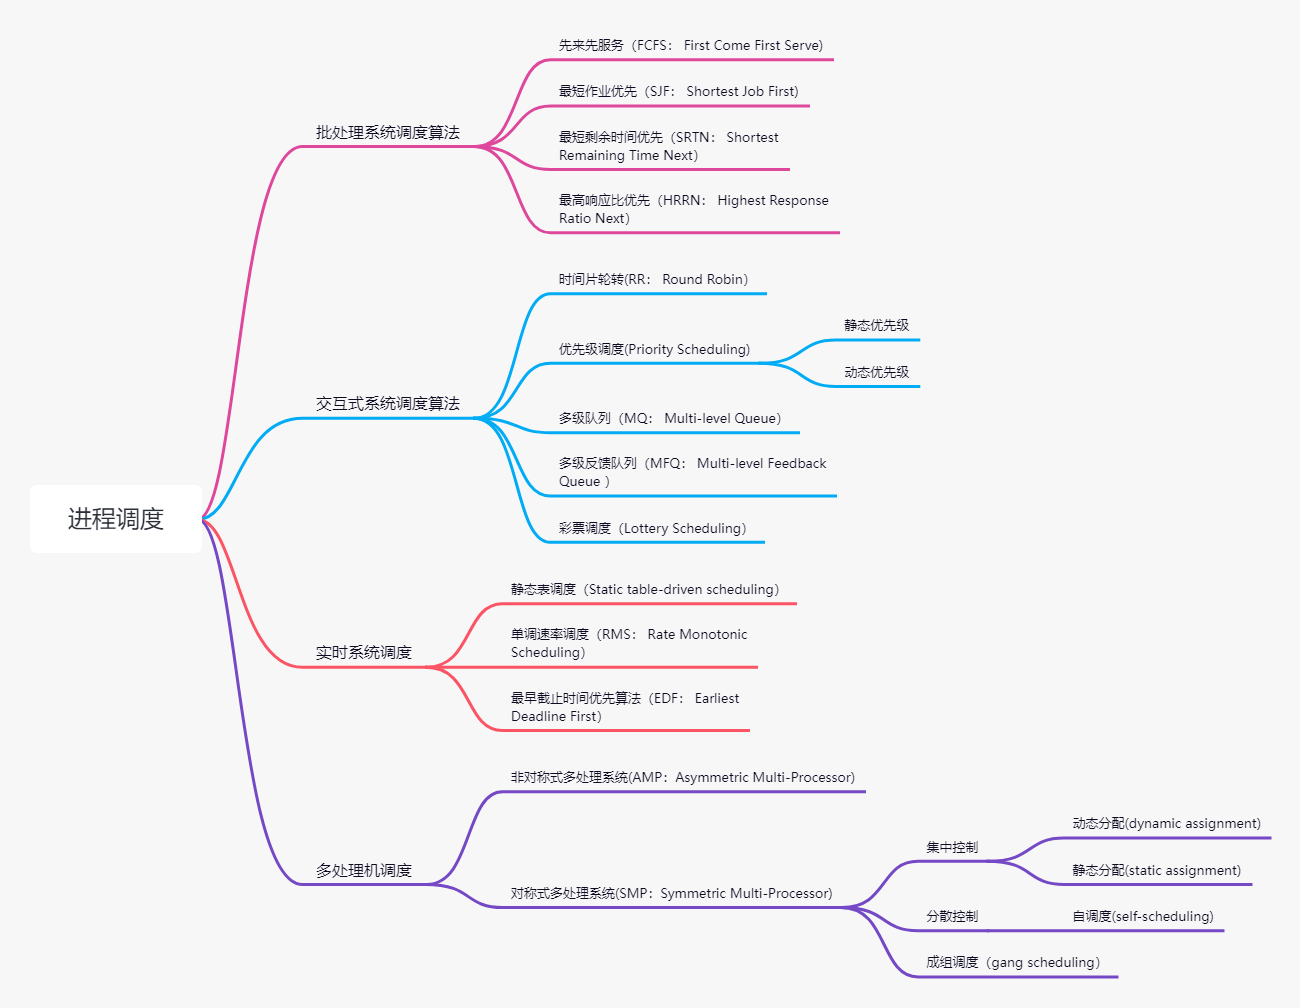 进程调度
批处理系统调度算法
先来先服务（FCFS： First Come First Serve)
最短作业优先（SJF： Shortest Job First)
最短剩余时间优先（SRTN： Shortest
Remaining Time Next）
最高响应比优先（HRRN： Highest Response
Ratio Next）
交互式系统调度算法
时间片轮转(RR： Round Robin）
优先级调度(Priority Scheduling)
静态优先级
动态优先级
多级队列（MQ： Multi-level Queue）
多级反馈队列（MFQ： Multi-level Feedback
Queue ）
彩票调度（Lottery Scheduling）
实时系统调度
静态表调度（Static table-driven scheduling）
单调速率调度（RMS： Rate Monotonic
Scheduling）
最早截止时间优先算法（EDF： Earliest
Deadline First）
多处理机调度
非对称式多处理系统(AMP：Asymmetric Multi-Processor)
对称式多处理系统(SMP：Symmetric Multi-Processor)
集中控制
动态分配(dynamic assignment)
静态分配(static assignment)
分散控制
自调度(self-scheduling)
成组调度（gang scheduling）